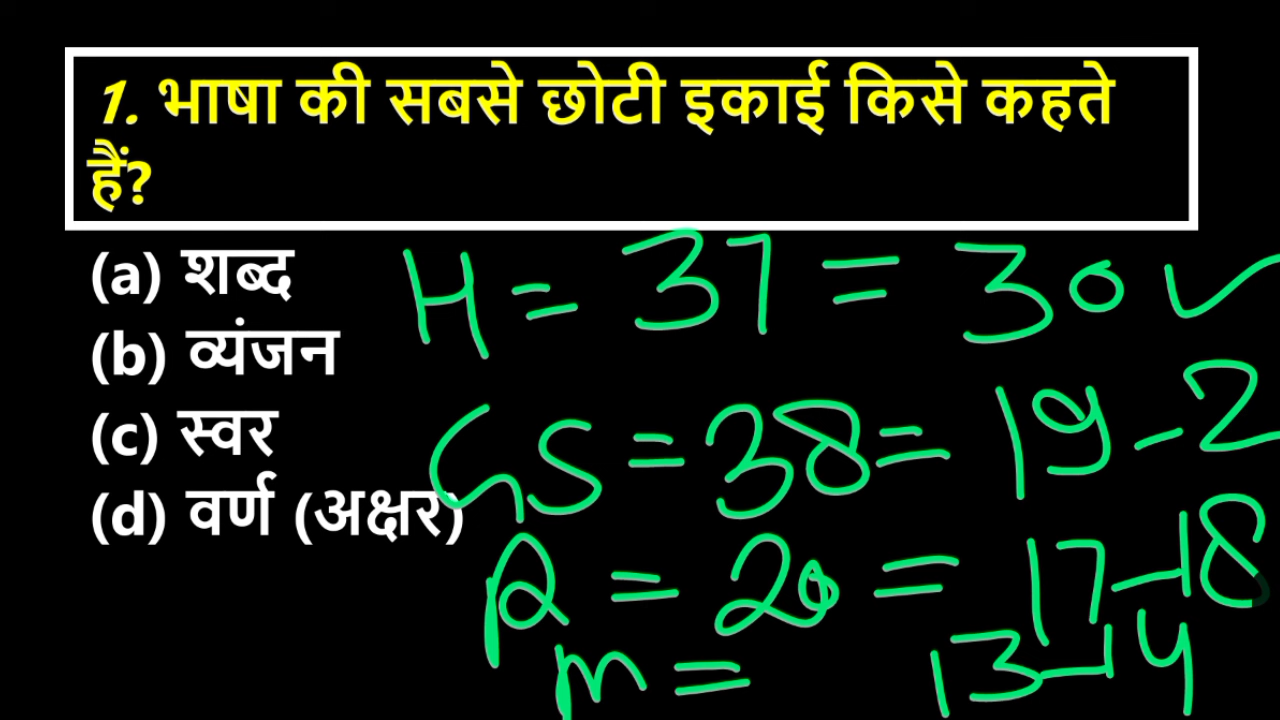 1. भाषा की सबसे छोटी इकाई किसे कहते
हैं?
(a) शब्द
H = 37 = 30 ✓
(b) व्यंजन
(c) स्वर
GS = 38 = 19 - 2
(d) वर्ण (अक्षर)
R = 20 = 17-18
m = 13-14